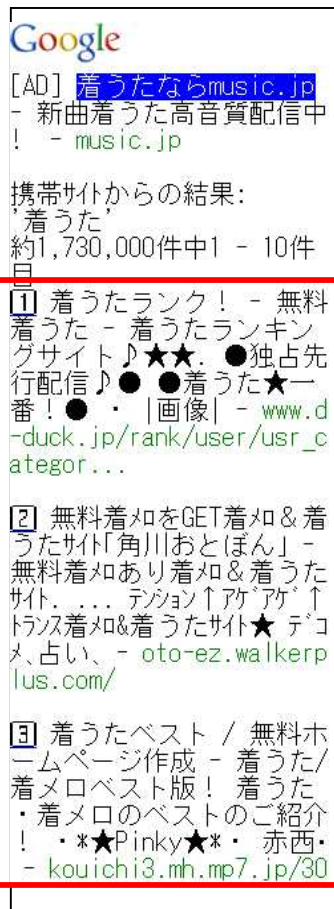 Google
[AD] 着うたならmusic.jp
- 新曲着うた高音質配信中
! - music.jp
携帯ｻｲﾄからの結果:
'着うた'
約1,730,000件中1 - 10件
目
1 着うたランク! - 無料
着うた - 着うたランキン
グサイト♪★★. ●独占先
行配信♪● ●着うた★一
番!● ・ |画像| - www.d
-duck.jp/rank/user/usr_c
ategor...
2 無料着ﾒﾛをGET着ﾒﾛ&着
うたｻｲﾄ｢角川おとぼん｣ -
無料着ﾒﾛあり着ﾒﾛ&着うた
ｻｲﾄ. ... ﾃﾝｼｮﾝ↑ｱｹﾞｱｹﾞ↑
ﾄﾗﾝｽ着ﾒﾛ&着うたｻｲﾄ★ ﾃﾞｺ
ﾒ､占い､ - oto-ez.walkerp
lus.com/
3 着うたベスト / 無料ホ
ームページ作成 - 着うた/
着メロベスト版! 着うた
・着メロのベストのご紹介
! ・*★Pinky★*・ 赤西・
- kouichi3.mh.mp7.jp/30